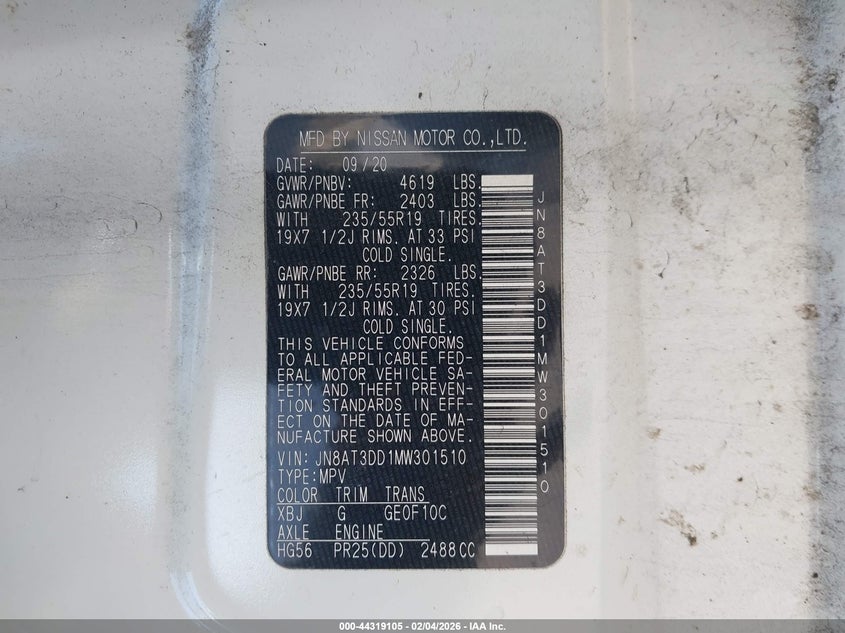 MFD BY NISSAN MOTOR CO.,LTD.
DATE: 09/20
GVWR/PNBV: 4619 LBS.
GAWR/PNBE FR: 2403 LBS.
WITH 235/55R19 TIRES.
19X7 1/2J RIMS. AT 33 PSI
COLD SINGLE.
GAWR/PNBE RR: 2326 LBS.
WITH 235/55R19 TIRES.
19X7 1/2J RIMS. AT 30 PSI
COLD SINGLE.
THIS VEHICLE CONFORMS
TO ALL APPLICABLE FED-
ERAL MOTOR VEHICLE SA-
FETY AND THEFT PREVEN-
TION STANDARDS IN EFF-
ECT ON THE DATE OF MA-
NUFACTURE SHOWN ABOVE.
VIN: JN8AT3DD1MW301510
TYPE:MPV
COLOR TRIM TRANS
XBJ G GE0F10C
AXLE ENGINE
HG56 PR25(DD) 2488CC
JN8AT3DD1MW301510
000-44319105 - 02/04/2026 - IAA Inc.